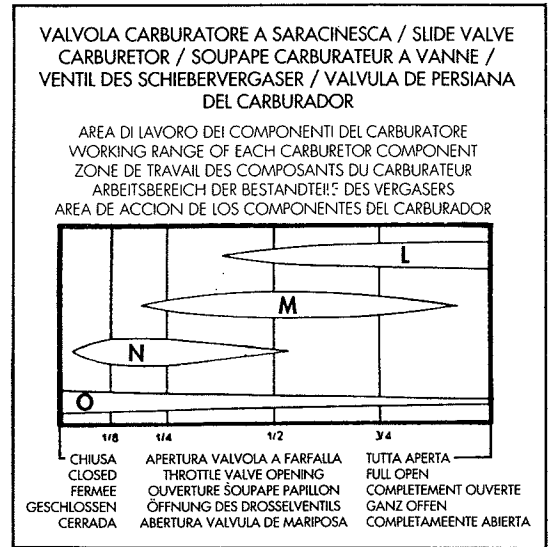 VALVOLA CARBURATORE A SARACINESCA / SLIDE VALVE
CARBURETOR / SOUPAPE CARBURATEUR A VANNE /
VENTIL DES SCHIEBERVERGASER / VALVULA DE PERSIANA
DEL CARBURADOR
AREA DI LAVORO DEI COMPONENTI DEL CARBURATORE
WORKING RANGE OF EACH CARBURETOR COMPONENT
ZONE DE TRAVAIL DES COMPOSANTS DU CARBURATEUR
ARBEITSBEREICH DER BESTANDTEILE DES VERGASERS
AREA DE ACCION DE LOS COMPONENTES DEL CARBURADOR
L
M
N
O
1/8 1/4 1/2 3/4
CHIUSA APERTURA VALVOLA A FARFALLA TUTTA APERTA
CLOSED THROTTLE VALVE OPENING FULL OPEN
FERMEE OUVERTURE SOUPAPE PAPILLON COMPLETEMENT OUVERTE
GESCHLOSSEN ÖFFNUNG DES DROSSELVENTILS GANZ OFFEN
CERRADA ABERTURA VALVULA DE MARIPOSA COMPLETAMEENTE ABIERTA